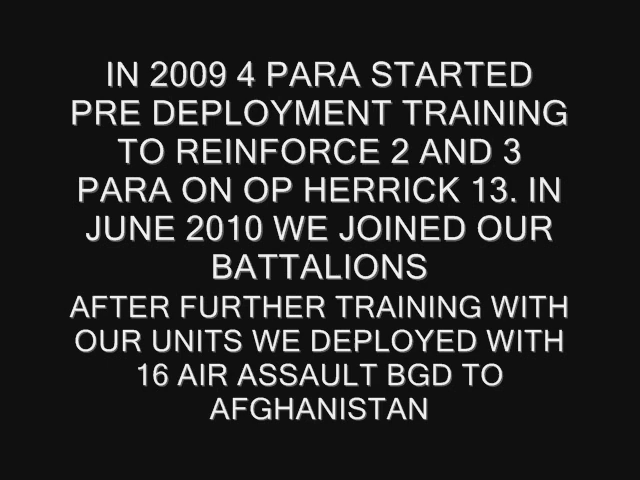 IN 2009 4 PARA STARTED
PRE DEPLOYMENT TRAINING
TO REINFORCE 2 AND 3
PARA ON OP HERRICK 13. IN
JUNE 2010 WE JOINED OUR
BATTALIONS
AFTER FURTHER TRAINING WITH
OUR UNITS WE DEPLOYED WITH
16 AIR ASSAULT BGD TO
AFGHANISTAN